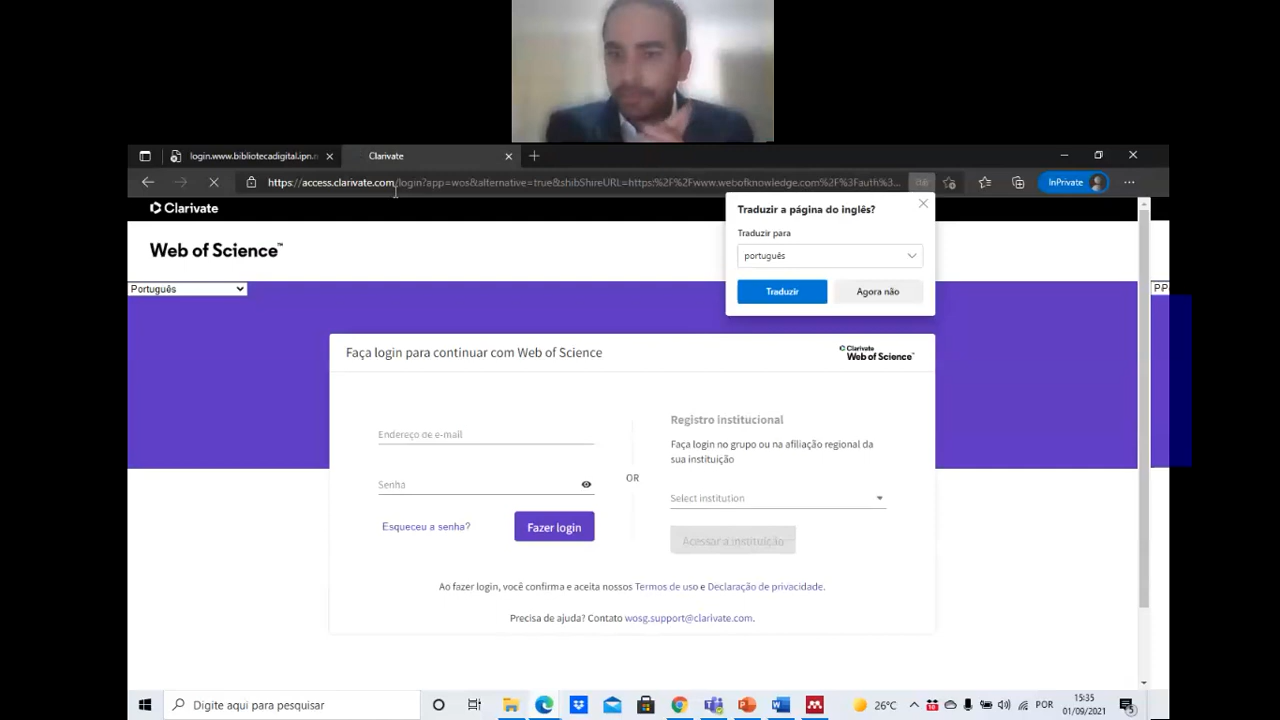 login.www.bibliotecadigital.ipn.
Clarivate
https://access.clarivate.com/login?app=wos&alternative=true&shibShireURL=https:%2F%2Fwww.webofknowledge.com%2F%3Fauth%3...
InPrivate
Clarivate
Traduzir a página do inglês?
Web of Science™
Traduzir para
português
Português
PP
Traduzir
Agora não
Faça login para continuar com Web of Science
Clarivate
Web of Science™
Registro institucional
Endereço de e-mail
Faça login no grupo ou na afiliação regional da
sua instituição
OR
Senha
Select institution
Esqueceu a senha?
Fazer login
Acessar a instituição
Ao fazer login, você confirma e aceita nossos Termos de uso e Declaração de privacidade.
Precisa de ajuda? Contato wosg.support@clarivate.com.
Digite aqui para pesquisar
26°C
POR
15:35
01/09/2021